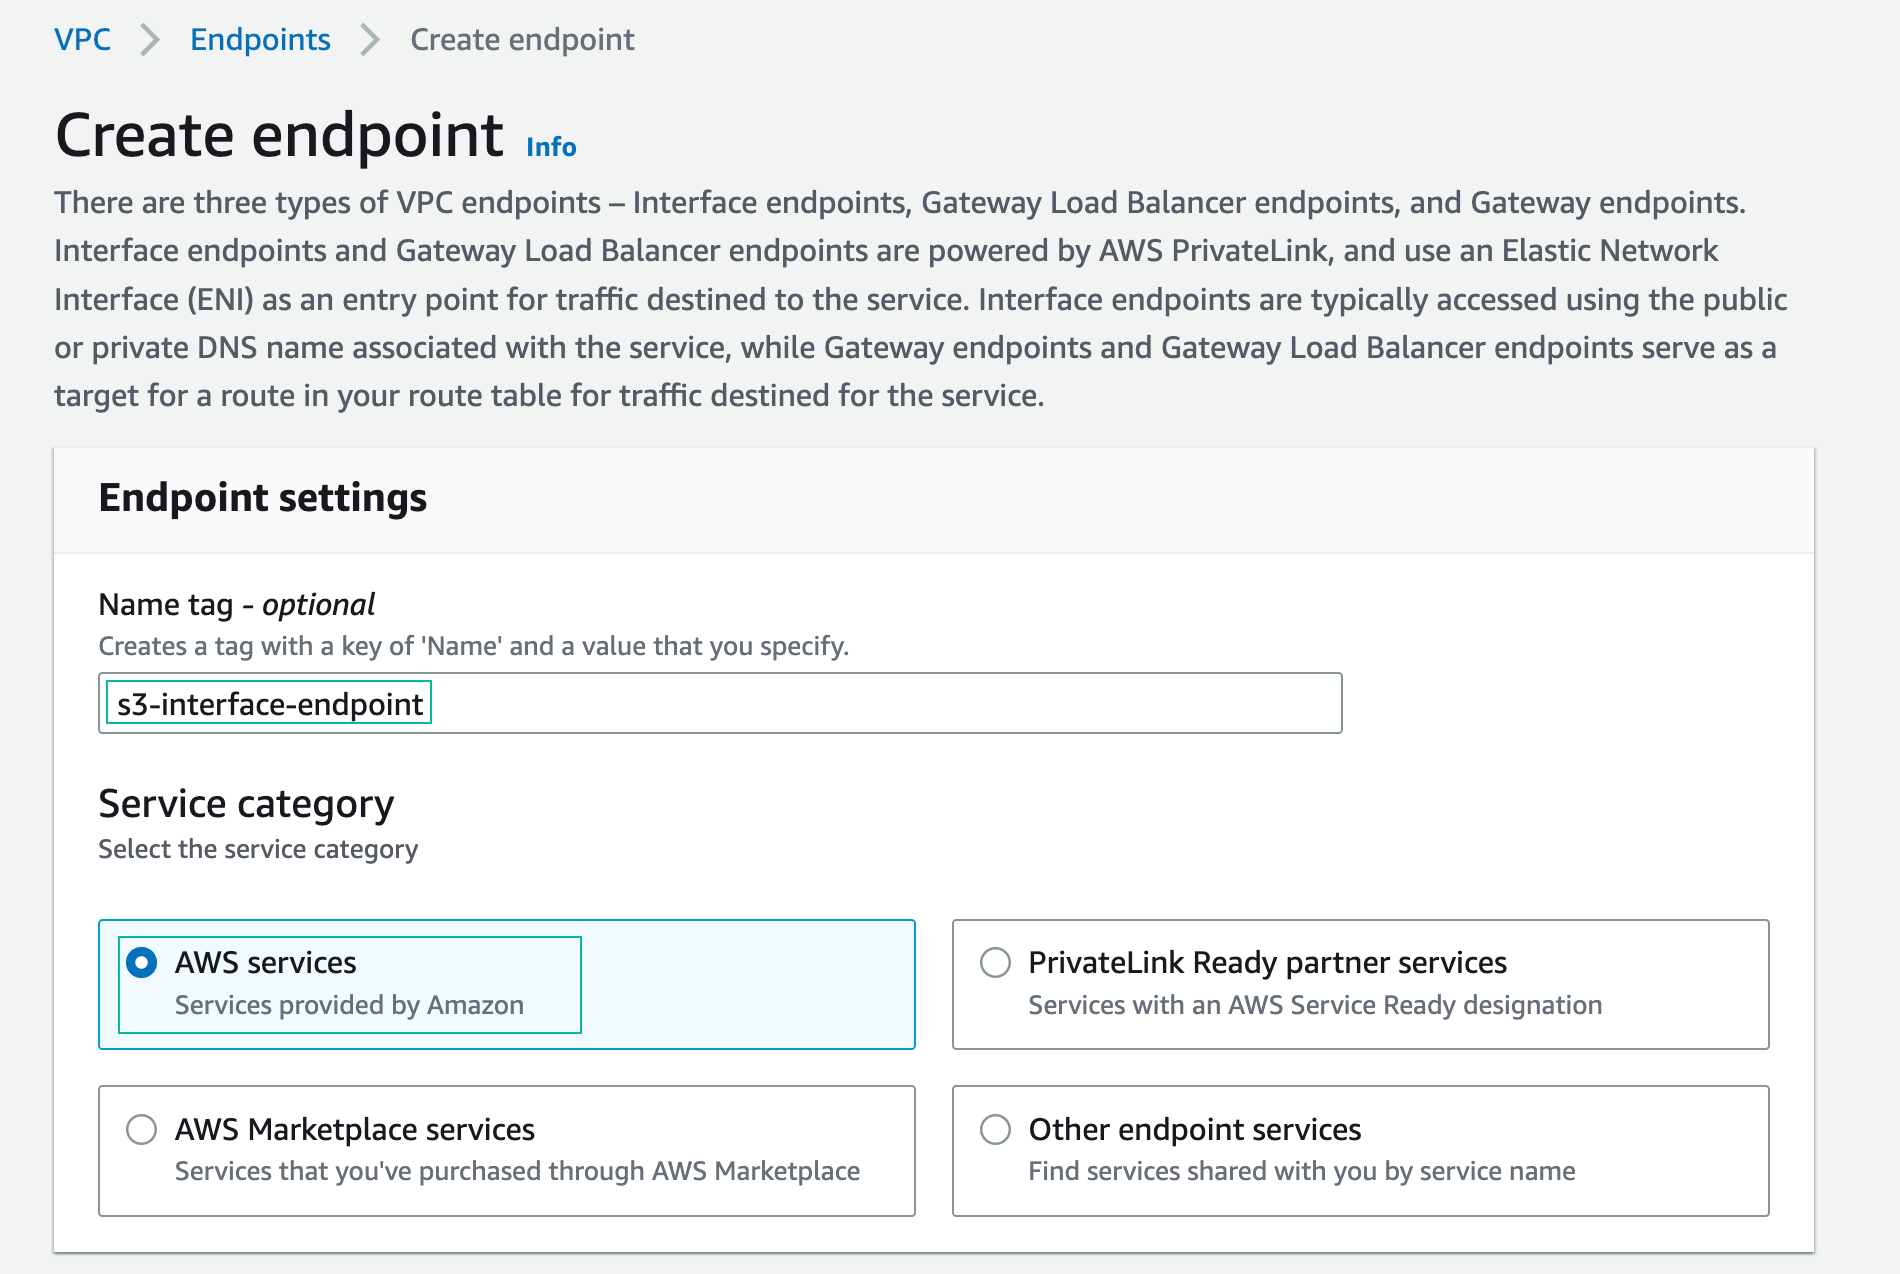 VPC > Endpoints > Create endpoint
Create endpoint Info
There are three types of VPC endpoints – Interface endpoints, Gateway Load Balancer endpoints, and Gateway endpoints.
Interface endpoints and Gateway Load Balancer endpoints are powered by AWS PrivateLink, and use an Elastic Network
Interface (ENI) as an entry point for traffic destined to the service. Interface endpoints are typically accessed using the public
or private DNS name associated with the service, while Gateway endpoints and Gateway Load Balancer endpoints serve as a
target for a route in your route table for traffic destined for the service.
Endpoint settings
Name tag - optional
Creates a tag with a key of 'Name' and a value that you specify.
s3-interface-endpoint
Service category
Select the service category
AWS services
Services provided by Amazon
PrivateLink Ready partner services
Services with an AWS Service Ready designation
AWS Marketplace services
Services that you've purchased through AWS Marketplace
Other endpoint services
Find services shared with you by service name